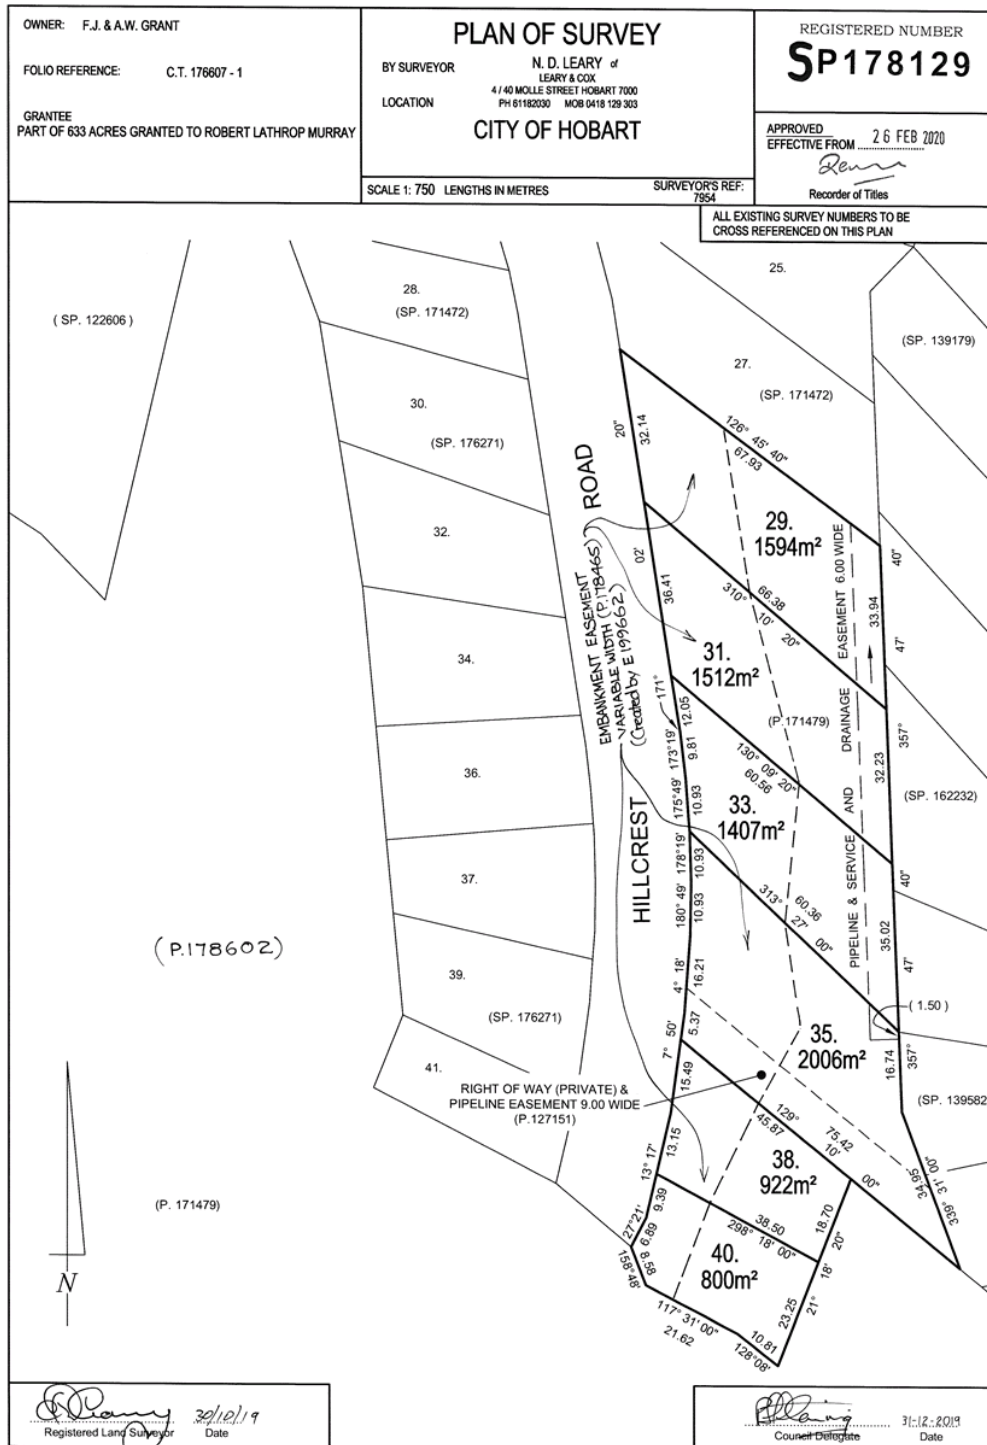 OWNER: F.J. & A.W. GRANT
FOLIO REFERENCE: C.T. 176607 - 1
GRANTEE
PART OF 633 ACRES GRANTED TO ROBERT LATHROP MURRAY
PLAN OF SURVEY
BY SURVEYOR N. D. LEARY of
LEARY & COX
4 / 40 MOLLE STREET HOBART 7000
PH 61182030 MOB 0418 129 303
LOCATION
CITY OF HOBART
SCALE 1: 750 LENGTHS IN METRES
SURVEYOR'S REF:
7954
REGISTERED NUMBER
SP178129
APPROVED
EFFECTIVE FROM 26 FEB 2020
Recorder of Titles
ALL EXISTING SURVEY NUMBERS TO BE
CROSS REFERENCED ON THIS PLAN
( SP. 122606 )
28.
(SP. 171472)
25.
(SP. 139179)
27.
(SP. 171472)
30.
(SP. 176271)
20"
32.14
126° 45' 40"
67.93
ROAD
32.
29.
1594m²
02'
36.41
310° 10' 20"
66.38
40"
33.94
47'
EMBANKMENT EASEMENT
VARIABLE WIDTH (P.178465)
(Created by E199662)
34.
31.
1512m²
171°
12.05
(P.171479)
PIPELINE & SERVICE AND DRAINAGE EASEMENT 6.00 WIDE
357°
32.23
173°19'
9.81
130° 09' 20"
60.56
36.
(SP. 162232)
175°49'
10.93
33.
1407m²
HILLCREST
178°19'
10.93
37.
40"
180° 49'
10.93
313° 27' 00"
60.36
35.02
47'
(P.178602)
39.
4° 18'
16.21
(SP. 176271)
( 1.50 )
7° 50'
5.37
35.
2006m²
16.74
357°
41.
15.49
RIGHT OF WAY (PRIVATE) &
PIPELINE EASEMENT 9.00 WIDE
(P.127151)
(SP. 139582
129° 10' 00"
45.87
75.42
13° 17'
13.15
38.
922m²
34.95
339° 31' 00"
(P. 171479)
9.39
27°21'
6.89
38.50
298° 18' 00"
18.70
20"
158°48'
8.58
40.
800m²
18'
21°
23.25
117° 31' 00"
21.62
10.81
128°08'
N
30/10/19
Registered Land Surveyor Date
31-12-2019
Council Delegate Date